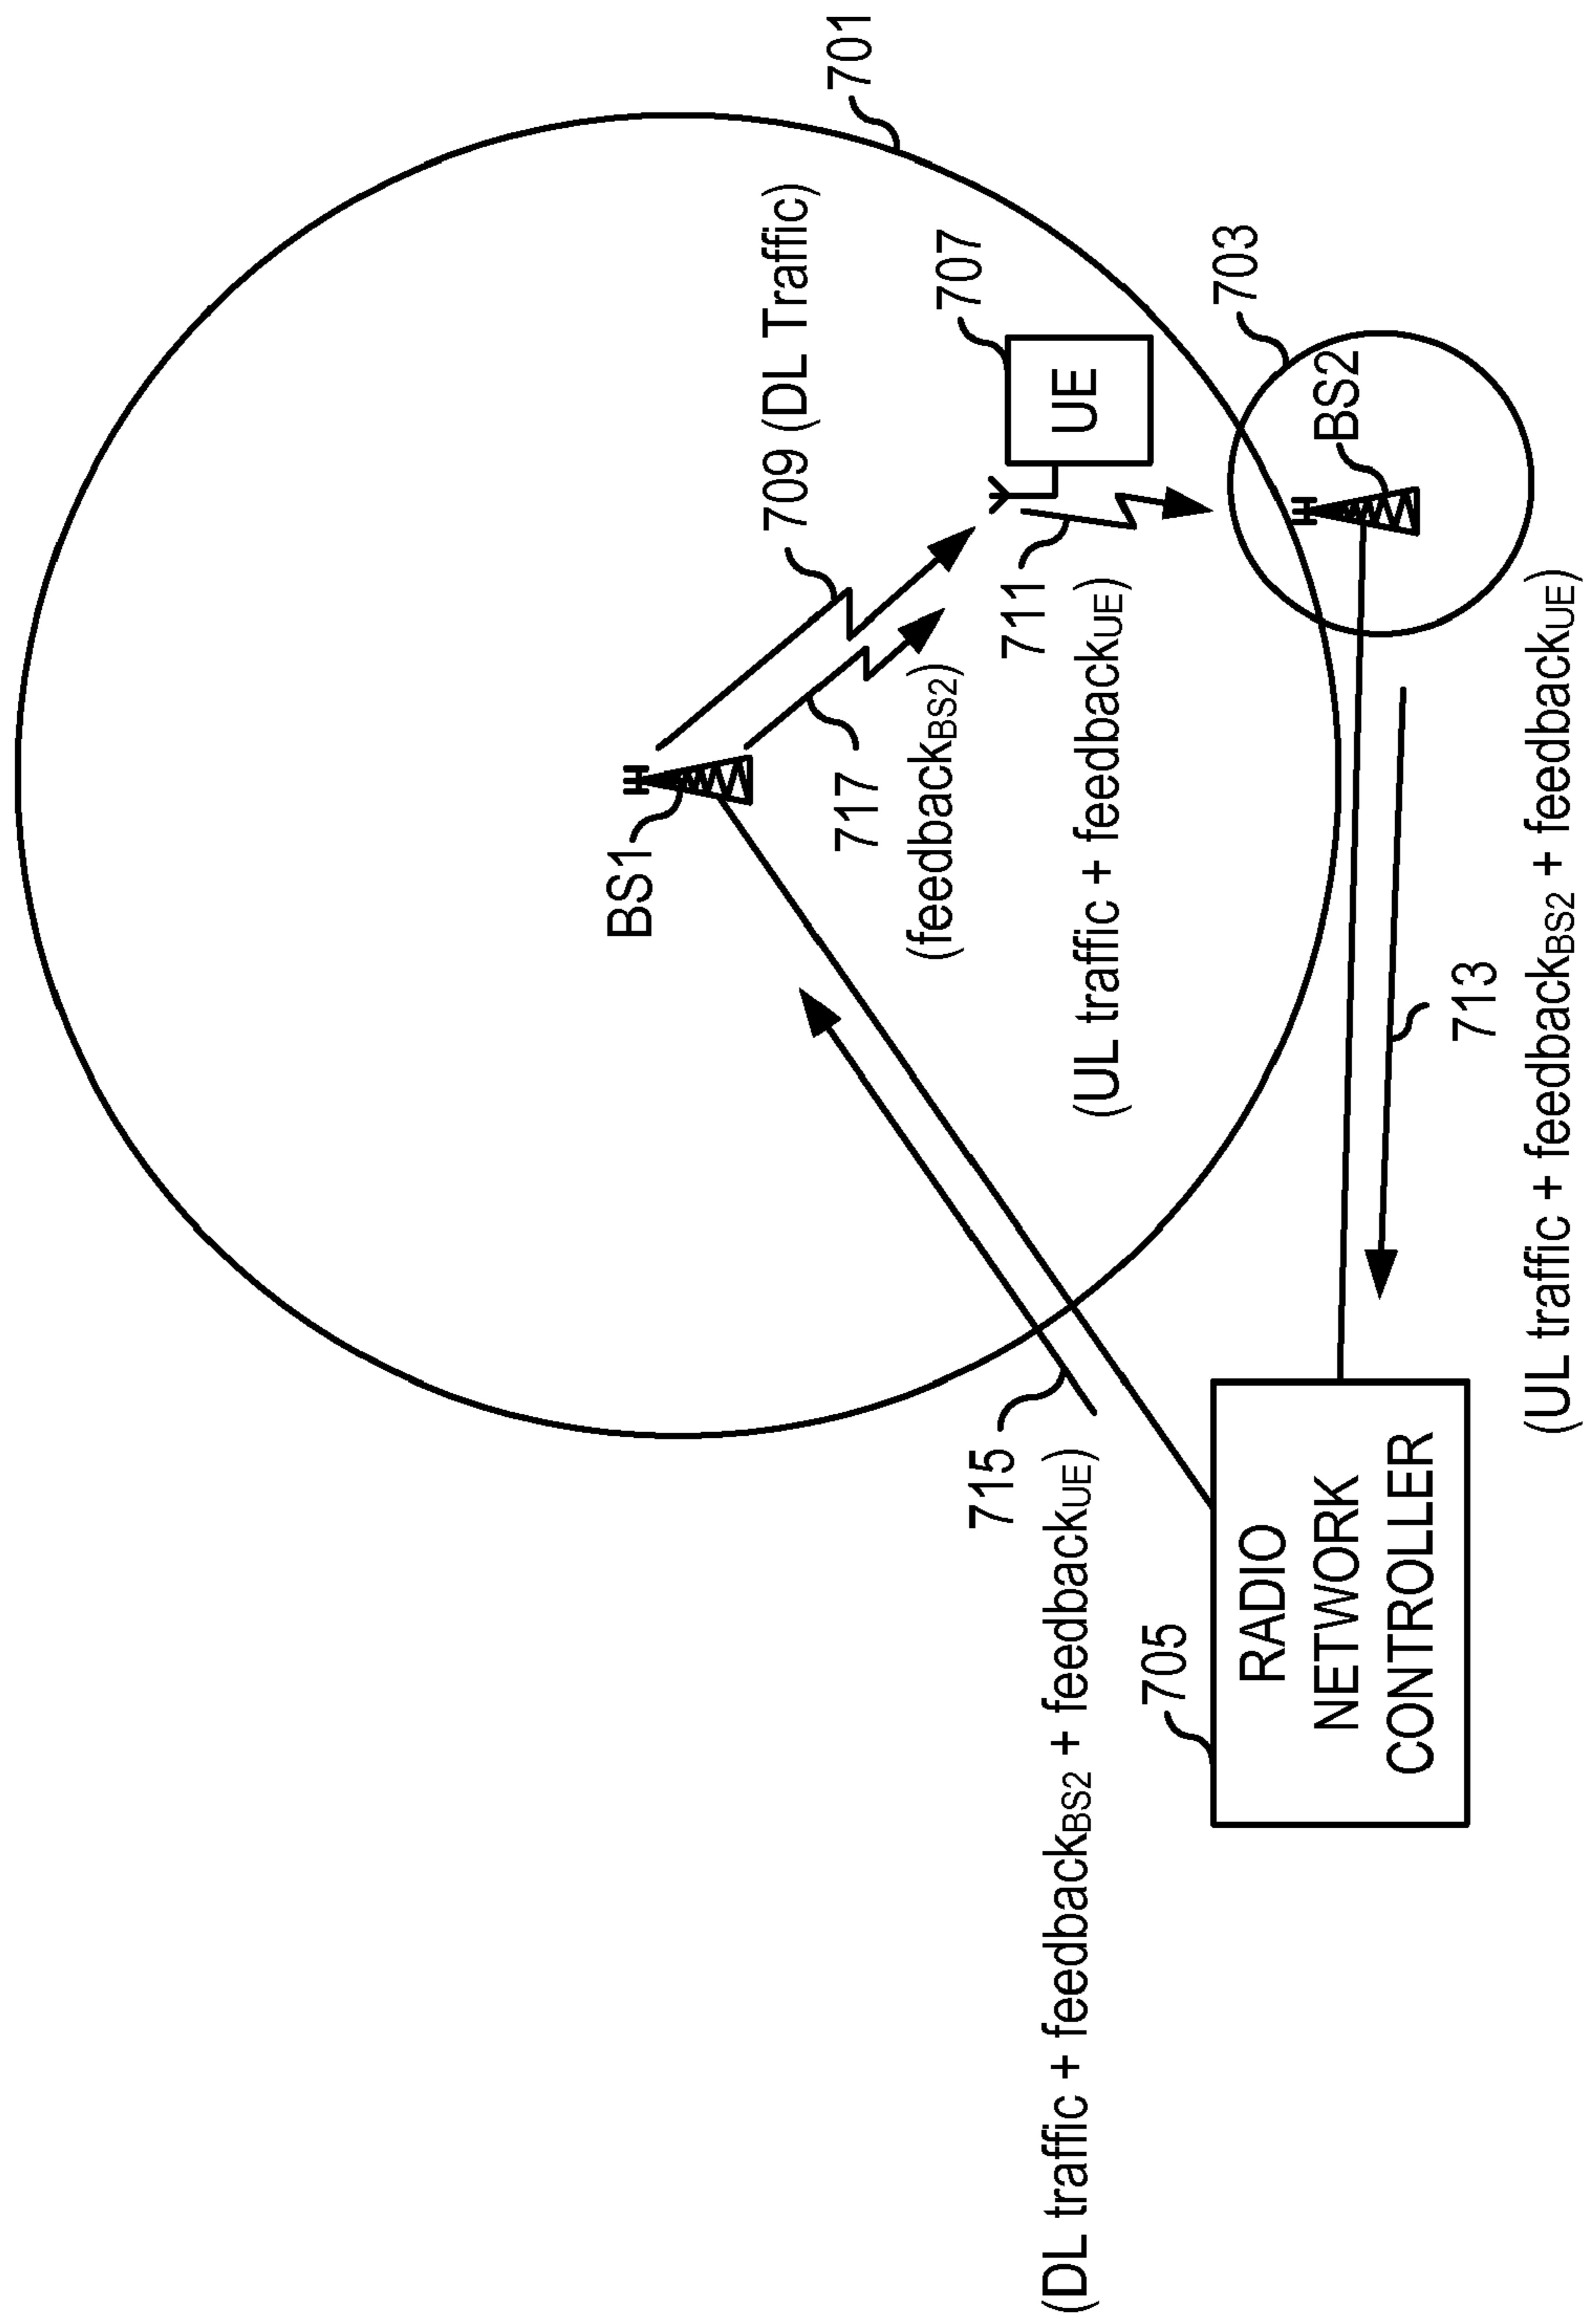 701
709 (DL Traffic)
707
UE
703
BS2
BS1
717
(feedbackBS2)
711
(UL traffic + feedbackUE)
715
(DL traffic + feedbackBS2 + feedbackUE)
705
RADIO
NETWORK
CONTROLLER
713
(UL traffic + feedbackBS2 + feedbackUE)